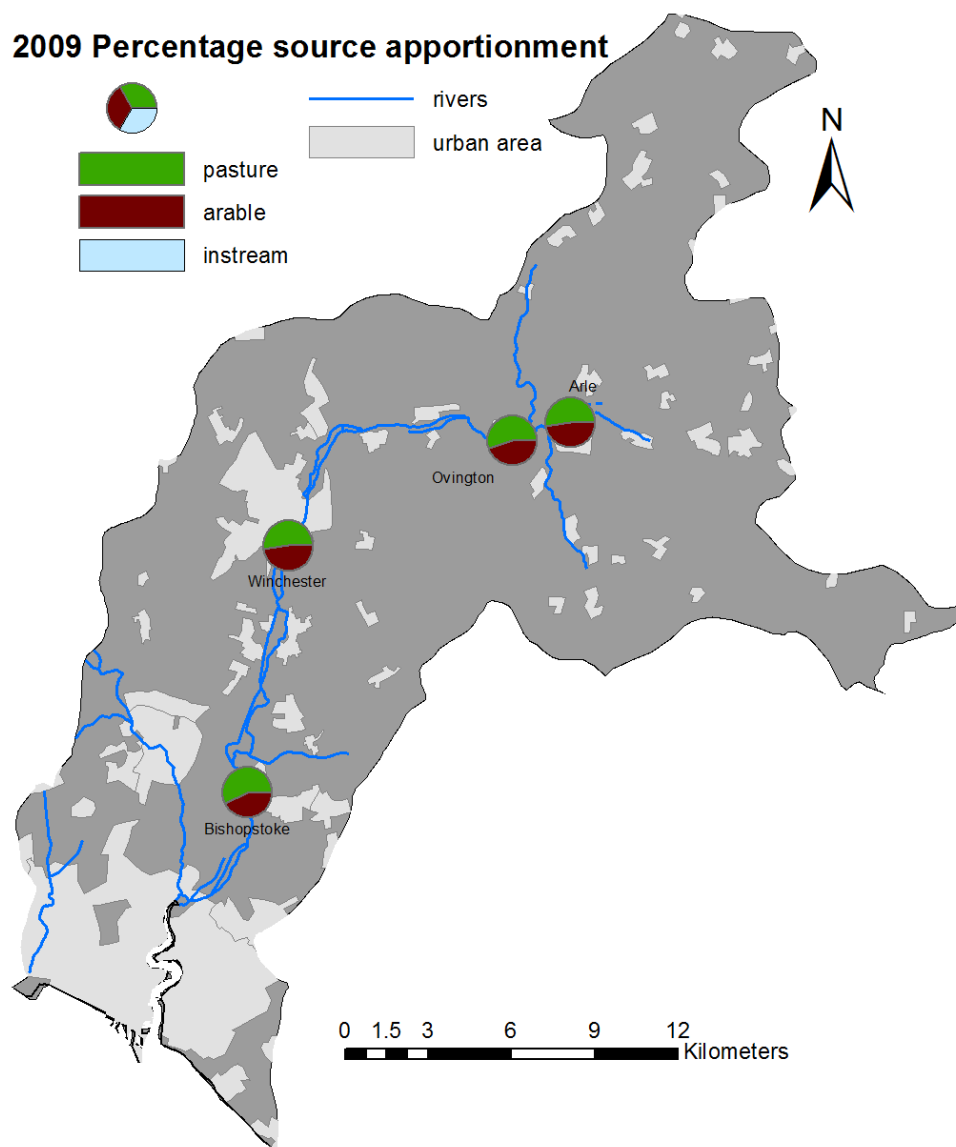 2009 Percentage source apportionment
rivers
urban area
pasture
arable
instream
N
Arle
Ovington
Winchester
Bishopstoke
0 1.5 3 6 9 12
Kilometers